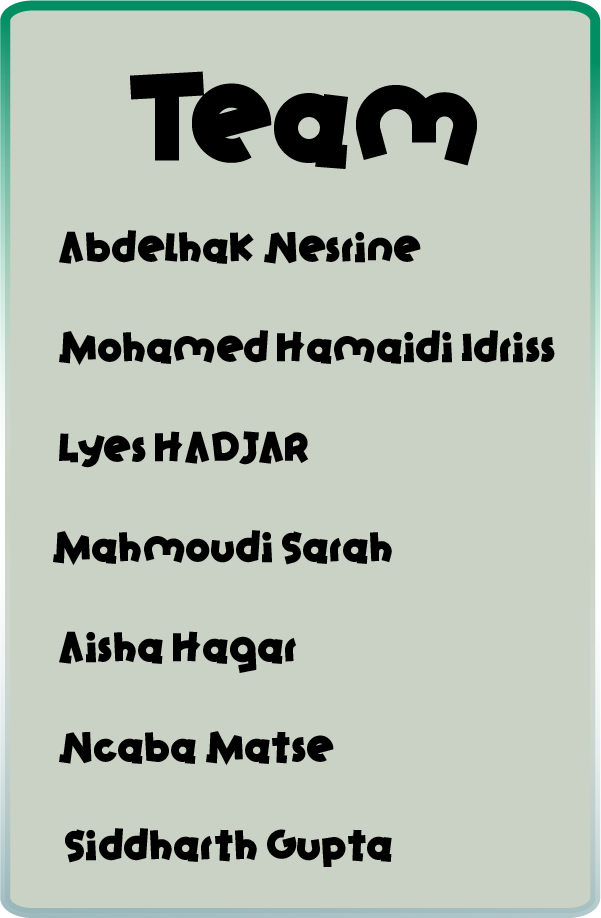 Team
Abdelhak Nesrine
Mohamed Hamaidi Idriss
Lyes HADJAR
Mahmoudi Sarah
Aisha Hagar
Ncaba Matse
Siddharth Gupta